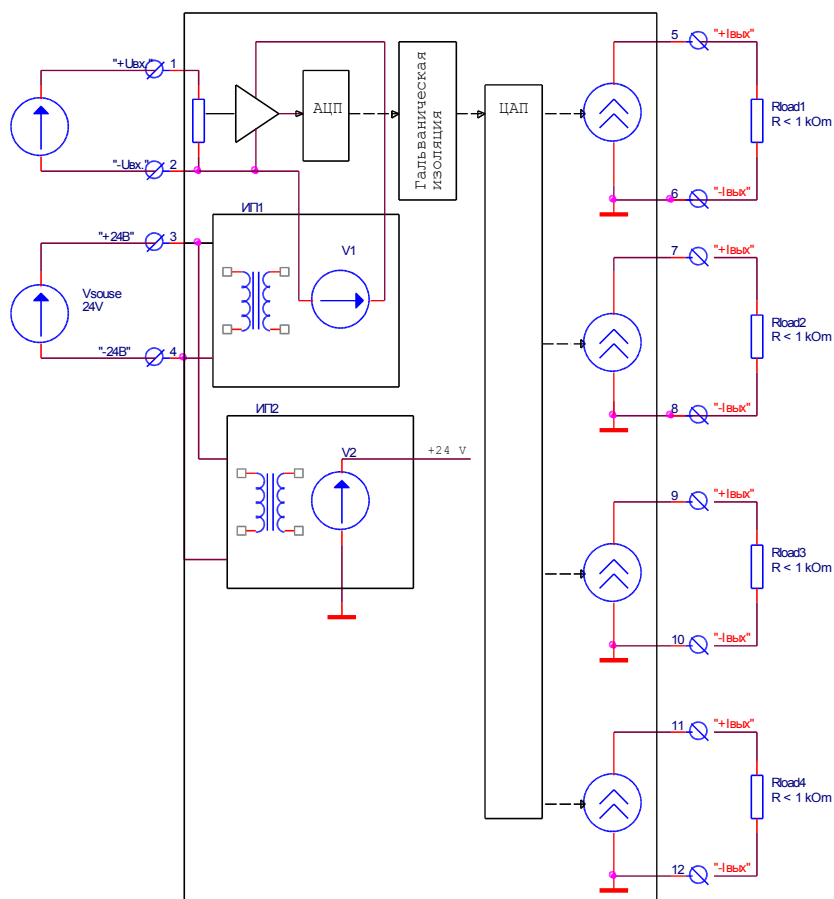 "+Uвх." 1
"-Uвх." 2
АЦП
Гальваническая
изоляция
ЦАП
5 "+Iвых"
Rload1
R < 1 kOm
6 "-Iвых"
ИП1
"+24В" 3
V1
Vsouse
24V
"-24В" 4
7 "+Iвых"
Rload2
R < 1 kOm
8 "-Iвых"
ИП2
V2
+24 V
9 "+Iвых"
Rload3
R < 1 kOm
10 "-Iвых"
11 "+Iвых"
Rload4
R < 1 kOm
12 "-Iвых"